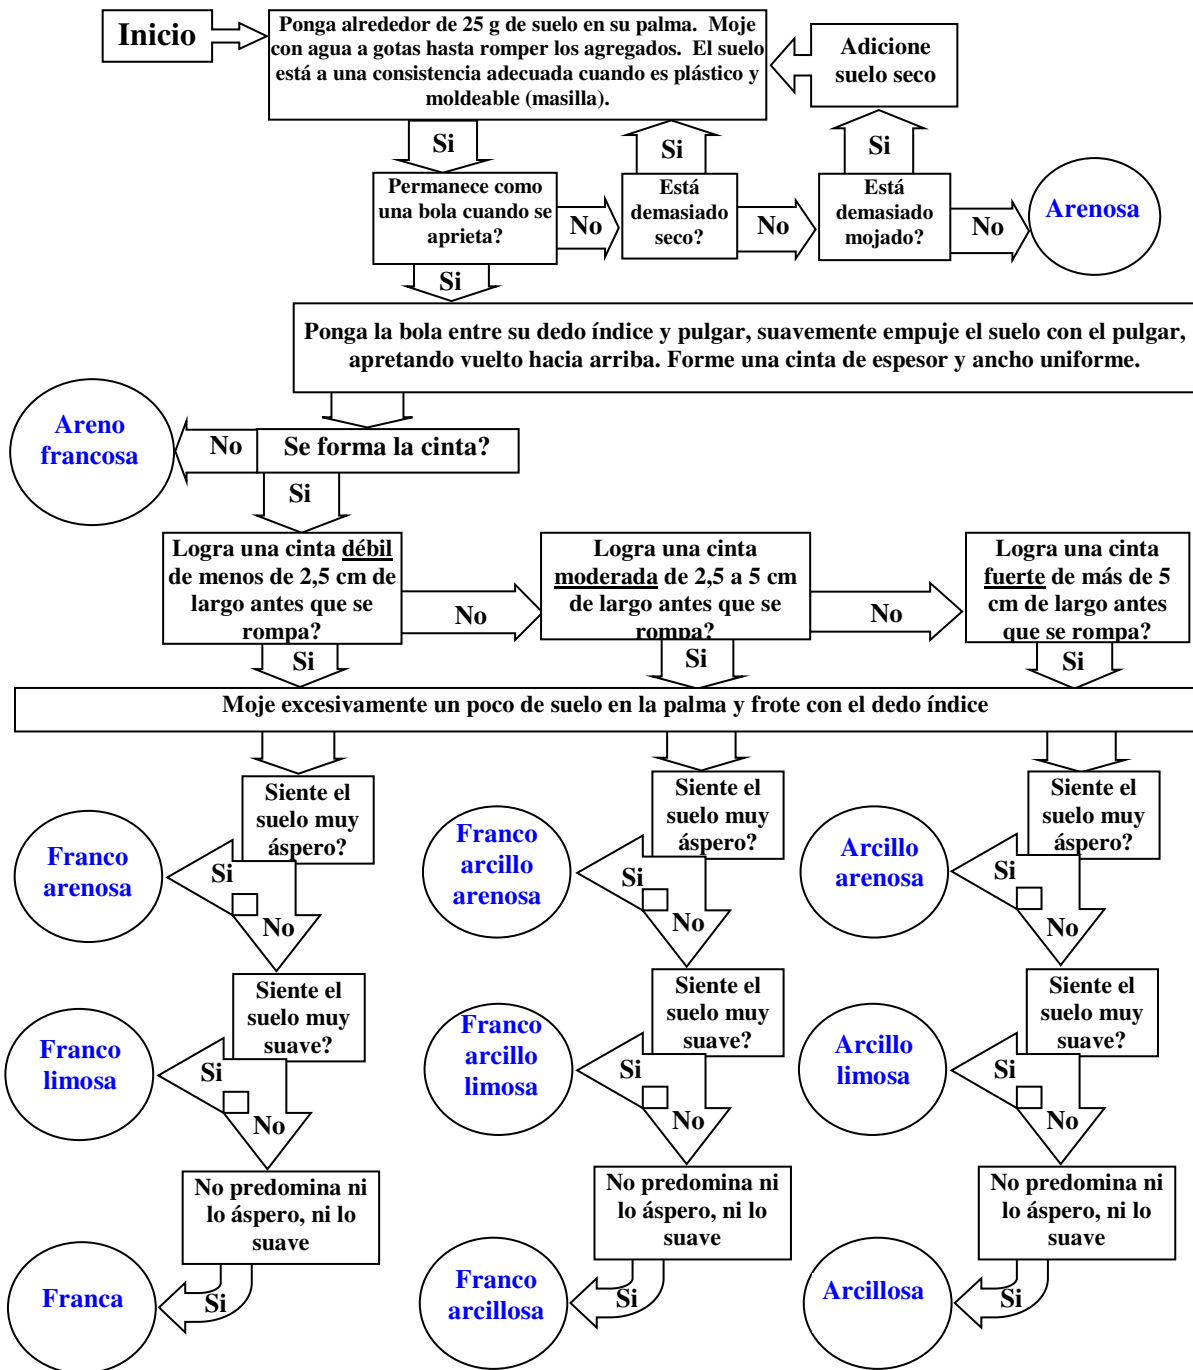 Inicio
Ponga alrededor de 25 g de suelo en su palma. Moje
con agua a gotas hasta romper los agregados. El suelo
está a una consistencia adecuada cuando es plástico y
moldeable (masilla).
Adicione
suelo seco
Si
Si
Si
Permanece como
una bola cuando se
aprieta?
No
Está
demasiado
seco?
No
Está
demasiado
mojado?
No
Arenosa
Si
Ponga la bola entre su dedo índice y pulgar, suavemente empuje el suelo con el pulgar,
apretando vuelto hacia arriba. Forme una cinta de espesor y ancho uniforme.
Areno
francosa
No
Se forma la cinta?
Si
Logra una cinta débil
de menos de 2,5 cm de
largo antes que se
rompa?
No
Logra una cinta
moderada de 2,5 a 5 cm
de largo antes que se
rompa?
No
Logra una cinta
fuerte de más de 5
cm de largo antes
que se rompa?
Si
Si
Si
Moje excesivamente un poco de suelo en la palma y frote con el dedo índice
Siente el
suelo muy
áspero?
Si
No
Franco
arenosa
Siente el
suelo muy
áspero?
Si
No
Franco
arcillo
arenosa
Siente el
suelo muy
áspero?
Si
No
Arcillo
arenosa
Siente el
suelo muy
suave?
Si
No
Franco
limosa
Siente el
suelo muy
suave?
Si
No
Franco
arcillo
limosa
Siente el
suelo muy
suave?
Si
No
Arcillo
limosa
No predomina ni
lo áspero, ni lo
suave
Si
Franca
No predomina ni
lo áspero, ni lo
suave
Si
Franco
arcillosa
No predomina ni
lo áspero, ni lo
suave
Si
Arcillosa